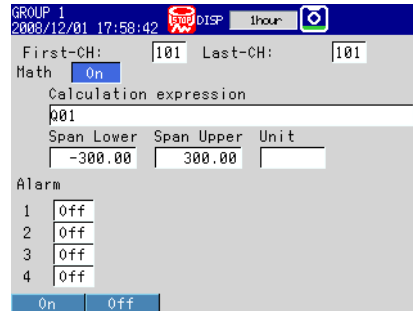 GROUP 1
2008/12/01 17:58:42 STOP DISP 1hour
First-CH: 101 Last-CH: 101
Math On
Calculation expression
Q01
Span Lower Span Upper Unit
-300.00 300.00
Alarm
1 Off
2 Off
3 Off
4 Off
On Off